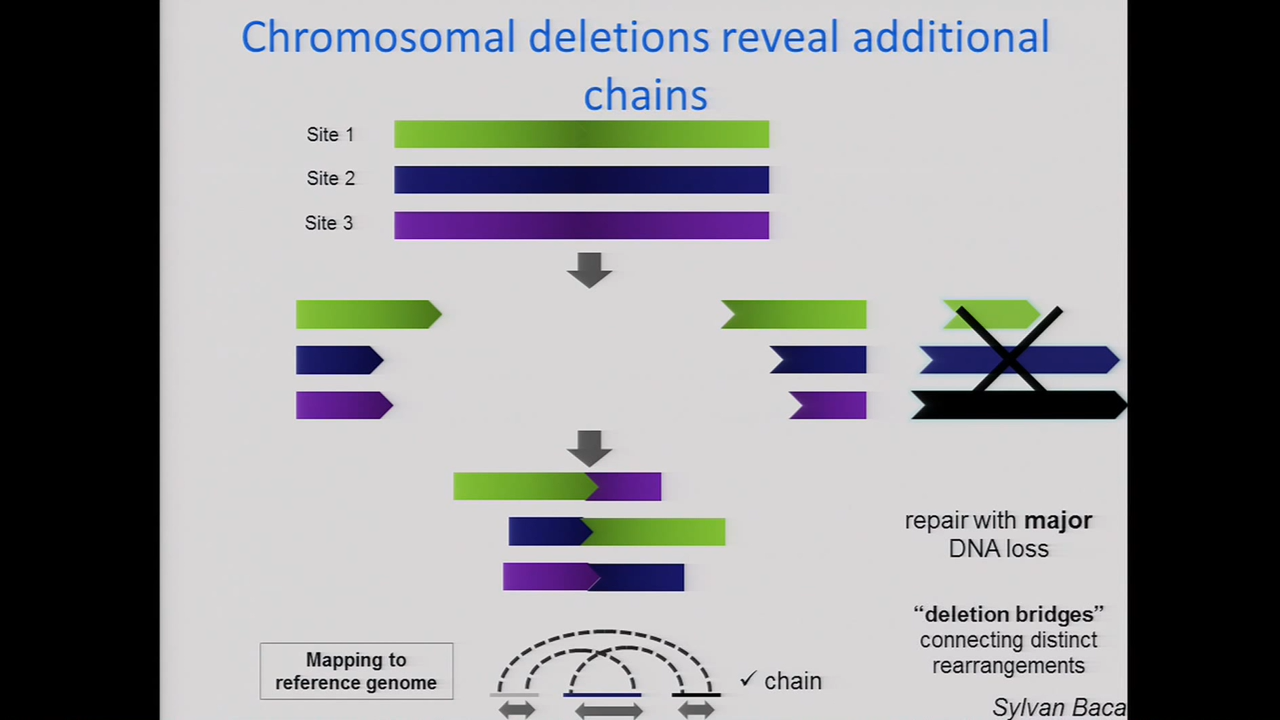 Chromosomal deletions reveal additional
chains
Site 1
Site 2
Site 3
repair with major
DNA loss
“deletion bridges”
connecting distinct
rearrangements
Mapping to
reference genome
✓ chain
Sylvan Baca